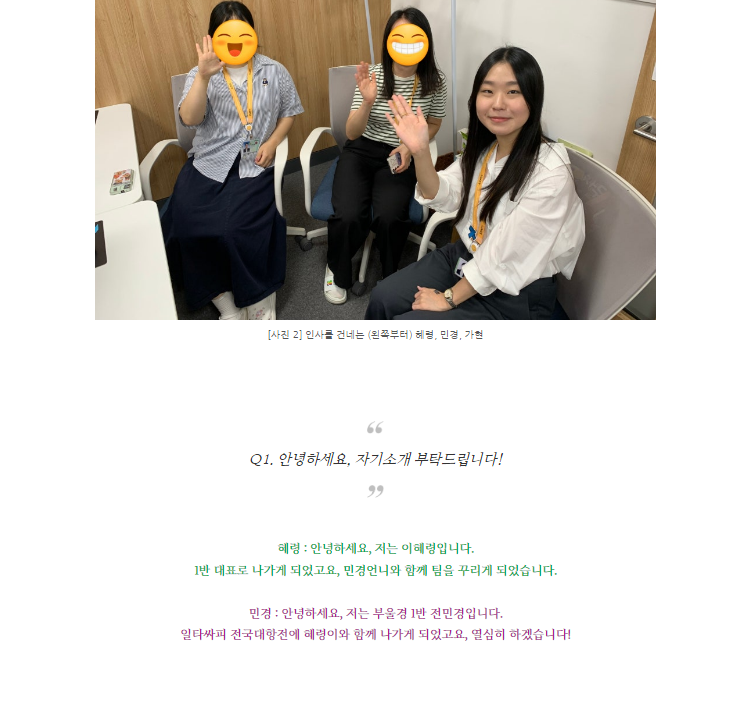 [사진 2] 인사를 건네는 (왼쪽부터) 혜령, 민경, 가현
“
Q1. 안녕하세요, 자기소개 부탁드립니다!
”
혜령 : 안녕하세요, 저는 이혜령입니다.
1반 대표로 나가게 되었고요, 민경언니와 함께 팀을 꾸리게 되었습니다.
민경 : 안녕하세요, 저는 부울경 1반 전민경입니다.
일타싸피 전국대항전에 혜령이와 함께 나가게 되었고요, 열심히 하겠습니다!